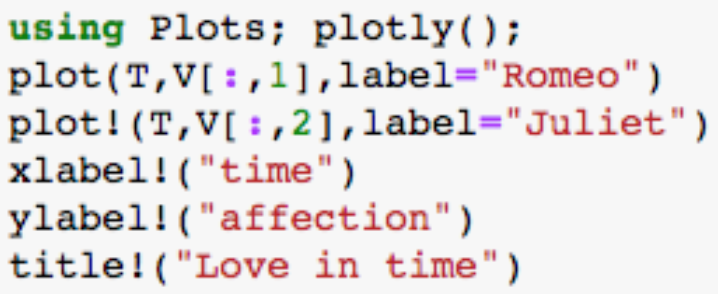 using Plots; plotly();
plot(T,V[:,1],label="Romeo")
plot!(T,V[:,2],label="Juliet")
xlabel!("time")
ylabel!("affection")
title!("Love in time")